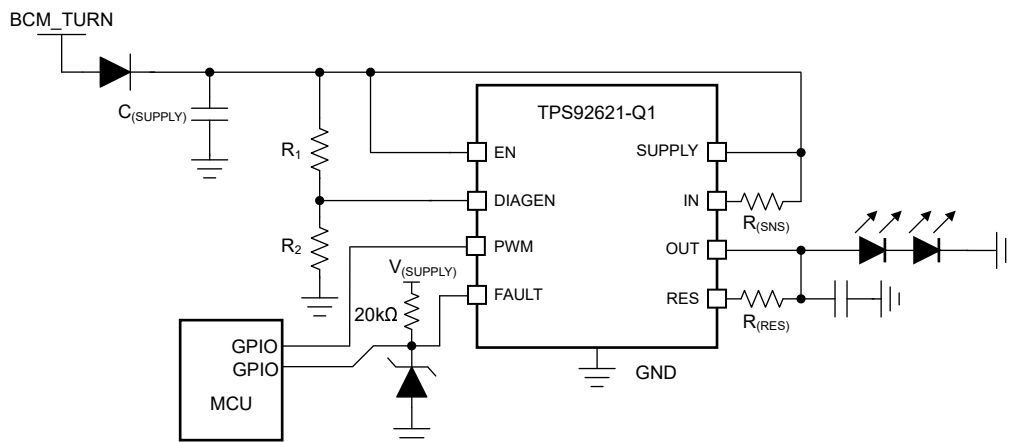 BCM_TURN
C(SUPPLY)
R1
R2
TPS92621-Q1
EN
SUPPLY
DIAGEN
IN
R(SNS)
PWM
OUT
V(SUPPLY)
FAULT
RES
20kΩ
R(RES)
GPIO
GPIO
MCU
GND